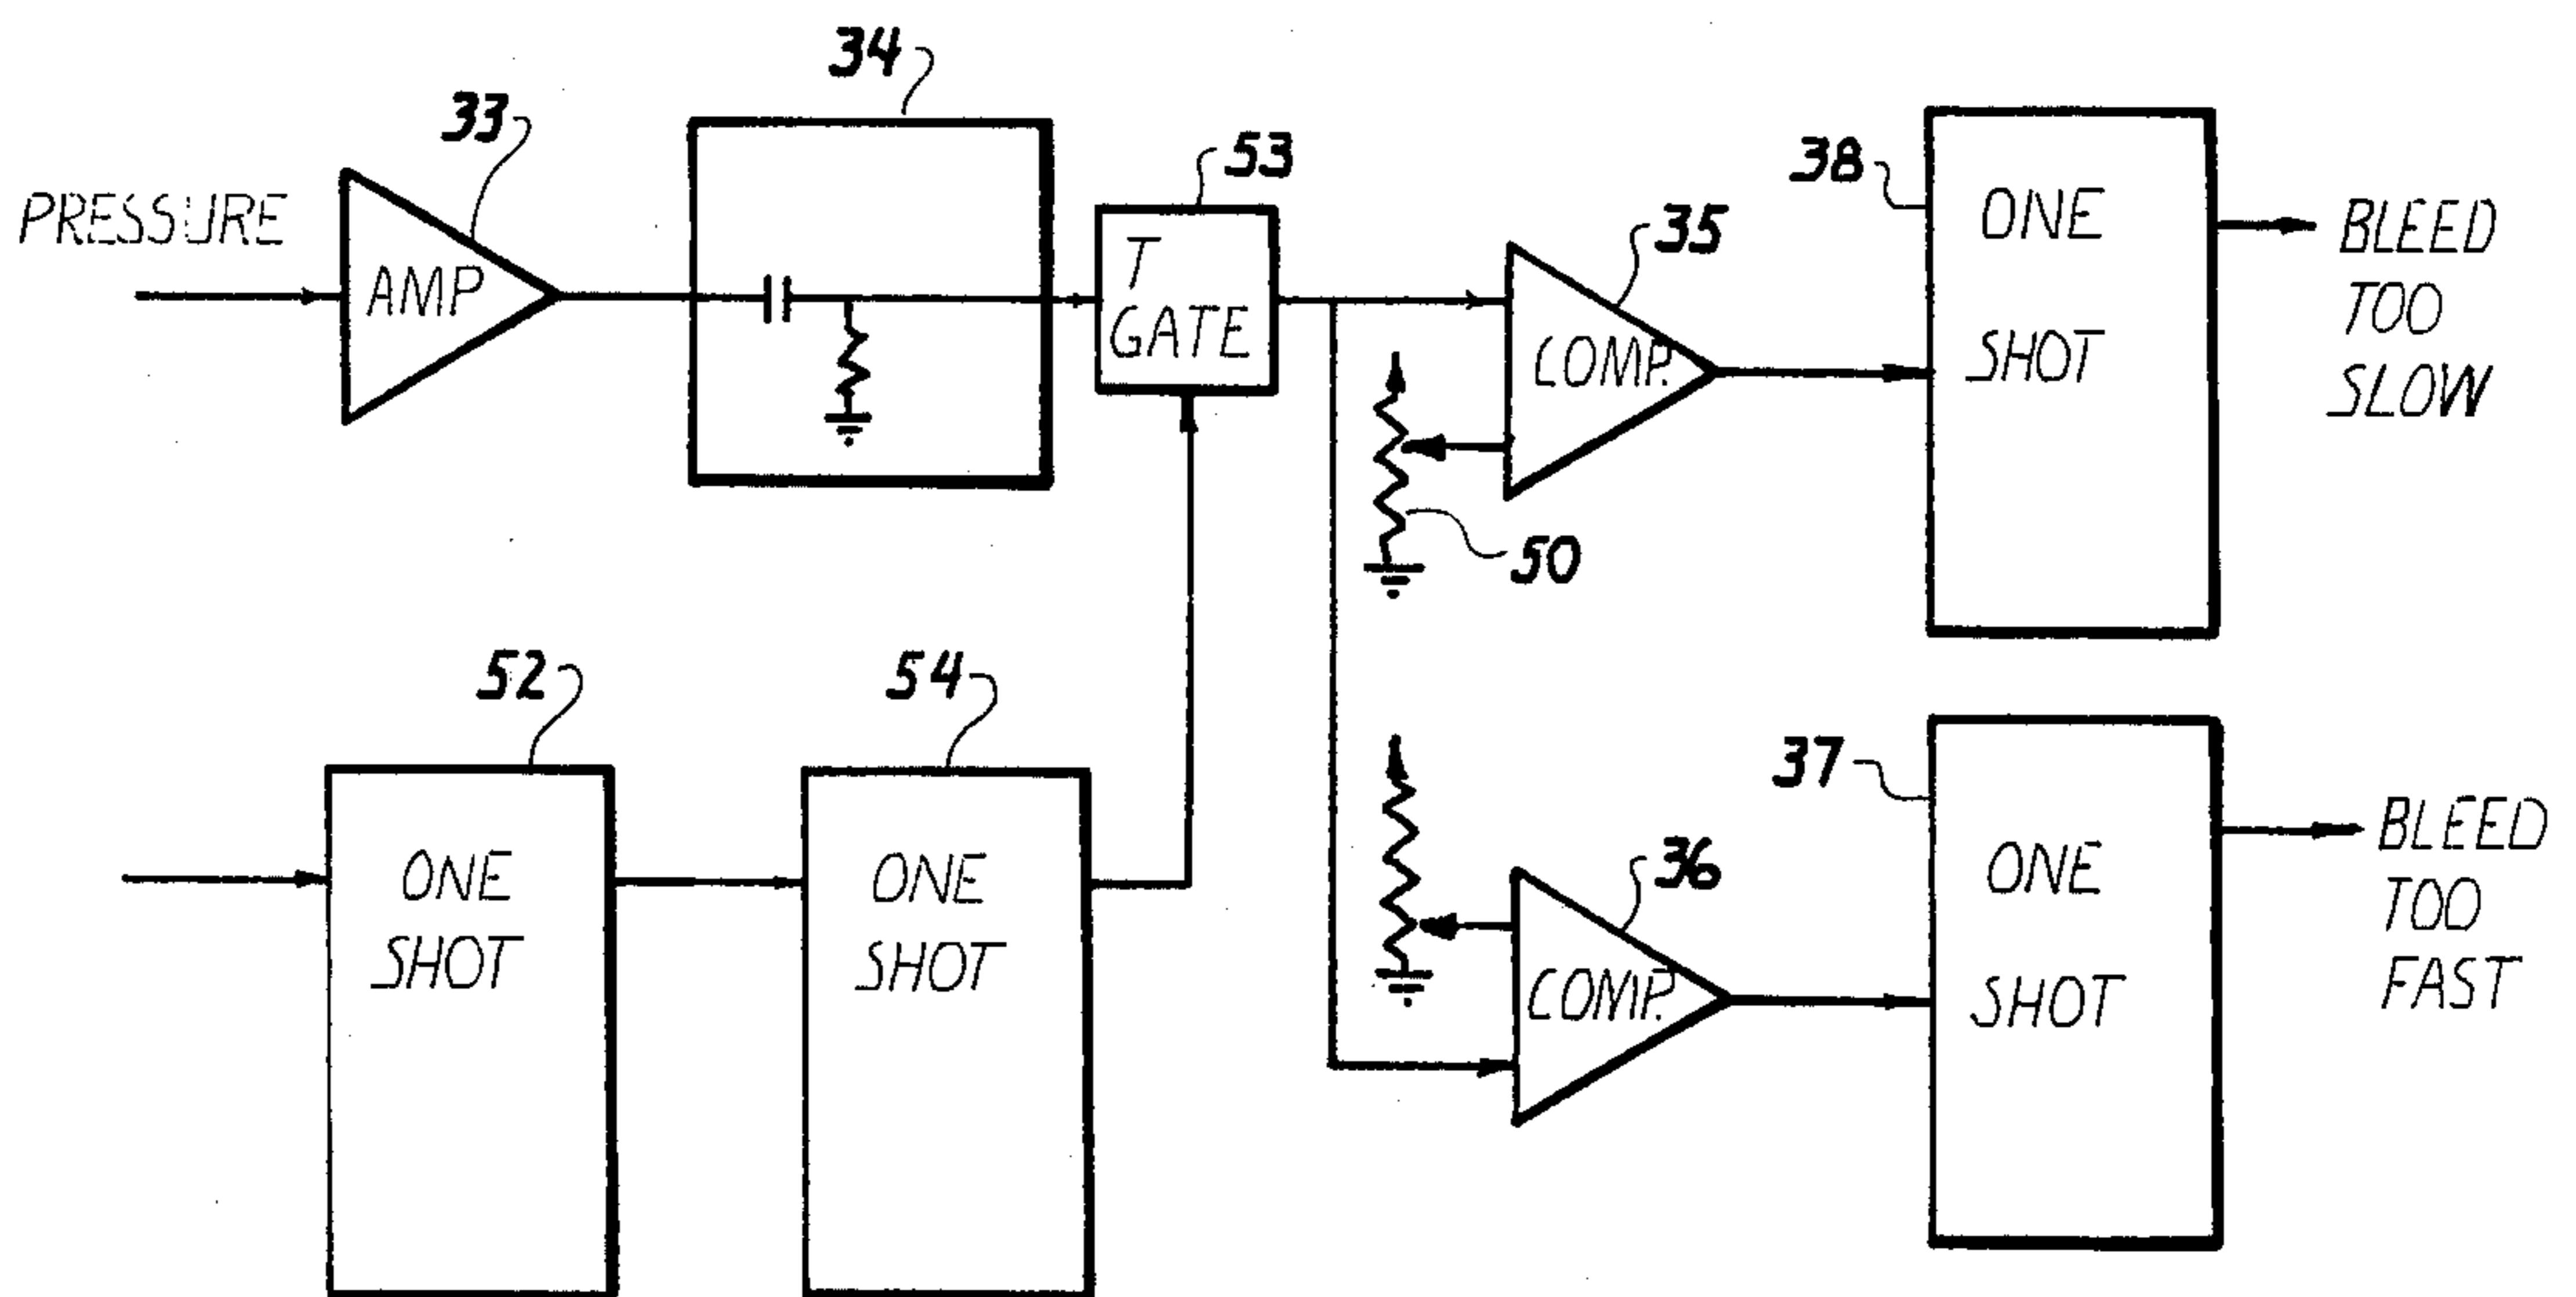 34
33
53
38
PRESSURE
AMP
T
GATE
35
COMP.
50
ONE
SHOT
BLEED
TOO
SLOW
52
54
ONE
SHOT
ONE
SHOT
36
COMP.
37
ONE
SHOT
BLEED
TOO
FAST